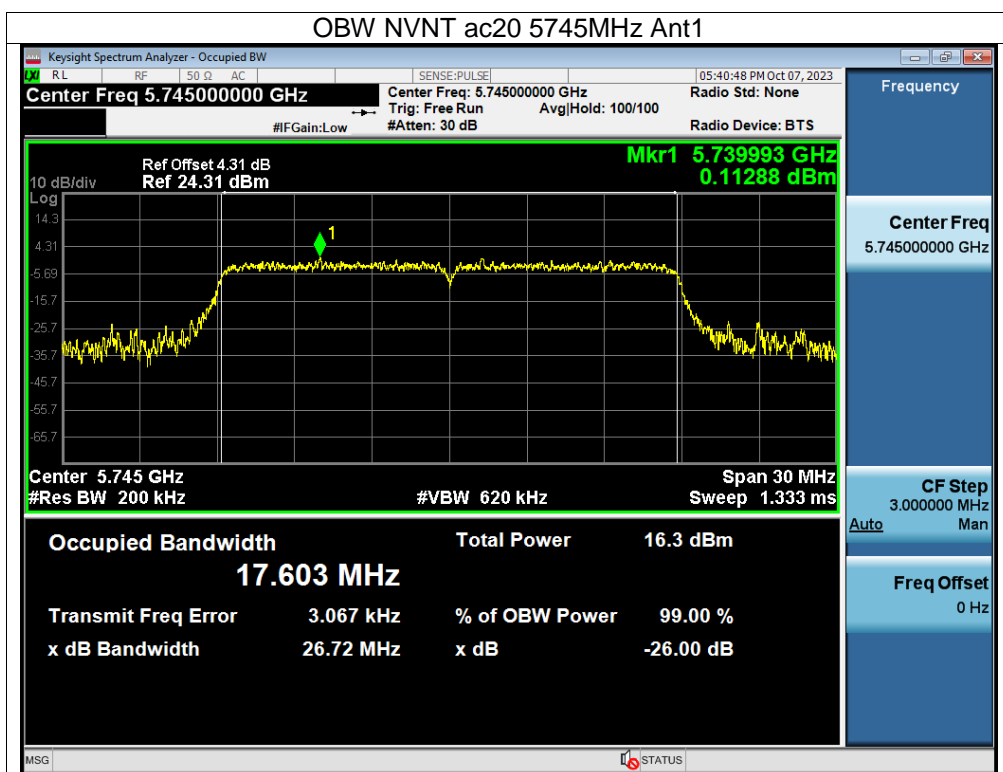 OBW NVNT ac20 5745MHz Ant1
Keysight Spectrum Analyzer - Occupied BW
LXI RL RF 50 Ω AC SENSE:PULSE 05:40:48 PM Oct 07, 2023
Center Freq 5.745000000 GHz
Center Freq: 5.745000000 GHz
Radio Std: None
Trig: Free Run Avg|Hold: 100/100
#IFGain:Low
#Atten: 30 dB
Radio Device: BTS
Mkr1 5.739993 GHz
0.11288 dBm
Ref Offset 4.31 dB
10 dB/div Ref 24.31 dBm
Log
14.3
4.31
-5.69
-15.7
-25.7
-35.7
-45.7
-55.7
-65.7
1
Center 5.745 GHz Span 30 MHz
#Res BW 200 kHz #VBW 620 kHz Sweep 1.333 ms
Occupied Bandwidth Total Power 16.3 dBm
17.603 MHz
Transmit Freq Error 3.067 kHz % of OBW Power 99.00 %
x dB Bandwidth 26.72 MHz x dB -26.00 dB
Frequency
Center Freq
5.745000000 GHz
CF Step
3.000000 MHz
Auto Man
Freq Offset
0 Hz
MSG STATUS